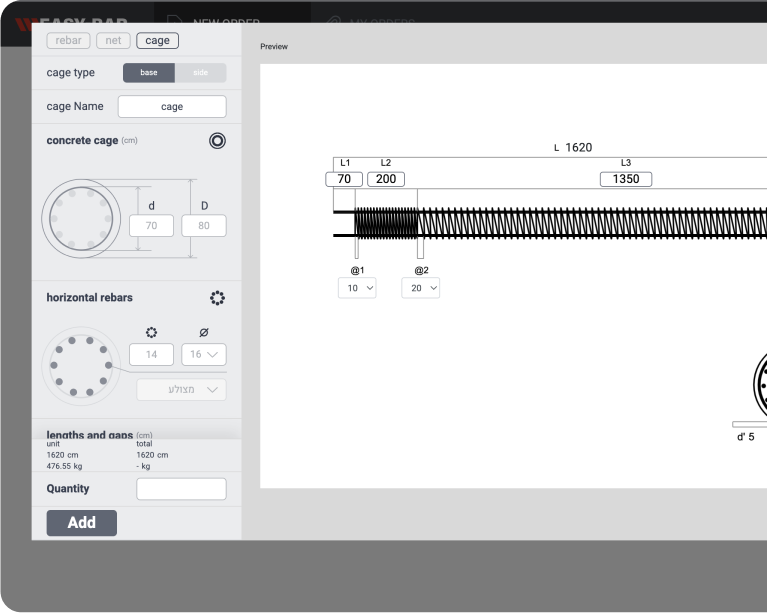 EASY-BAR
NEW ORDER
MY ORDERS
rebar
net
cage
cage type
base
side
cage Name
cage
concrete cage (cm)
d
D
70
80
horizontal rebars
14
16
מצולע
lengths and gaps (cm)
unit
total
1620 cm
1620 cm
476.55 kg
- kg
Quantity
Add
Preview
L 1620
L1
L2
L3
70
200
1350
@1
@2
10
20
d' 5